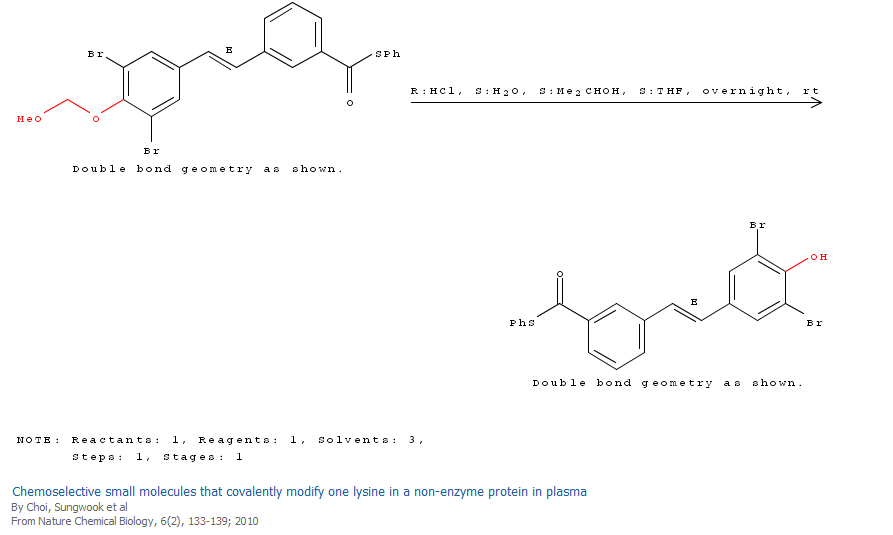 Br
E
SPh
O
MeO
O
Br
Double bond geometry as shown.
R:HCl, S:H2O, S:Me2CHOH, S:THF, overnight, rt
Br
OH
O
E
PhS
Br
Double bond geometry as shown.
NOTE: Reactants: 1, Reagents: 1, Solvents: 3,
Steps: 1, Stages: 1
Chemoselective small molecules that covalently modify one lysine in a non-enzyme protein in plasma
By Choi, Sungwook et al
From Nature Chemical Biology, 6(2), 133-139; 2010